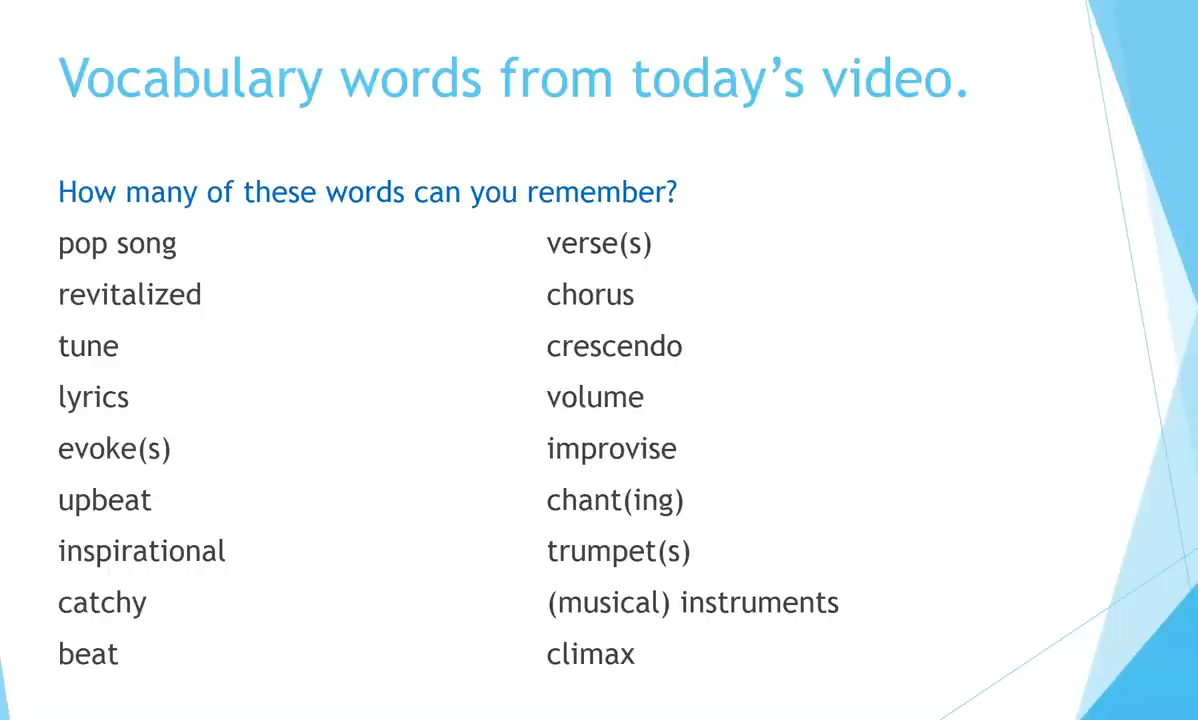 Vocabulary words from today’s video.
How many of these words can you remember?
pop song
revitalized
tune
lyrics
evoke(s)
upbeat
inspirational
catchy
beat
verse(s)
chorus
crescendo
volume
improvise
chant(ing)
trumpet(s)
(musical) instruments
climax